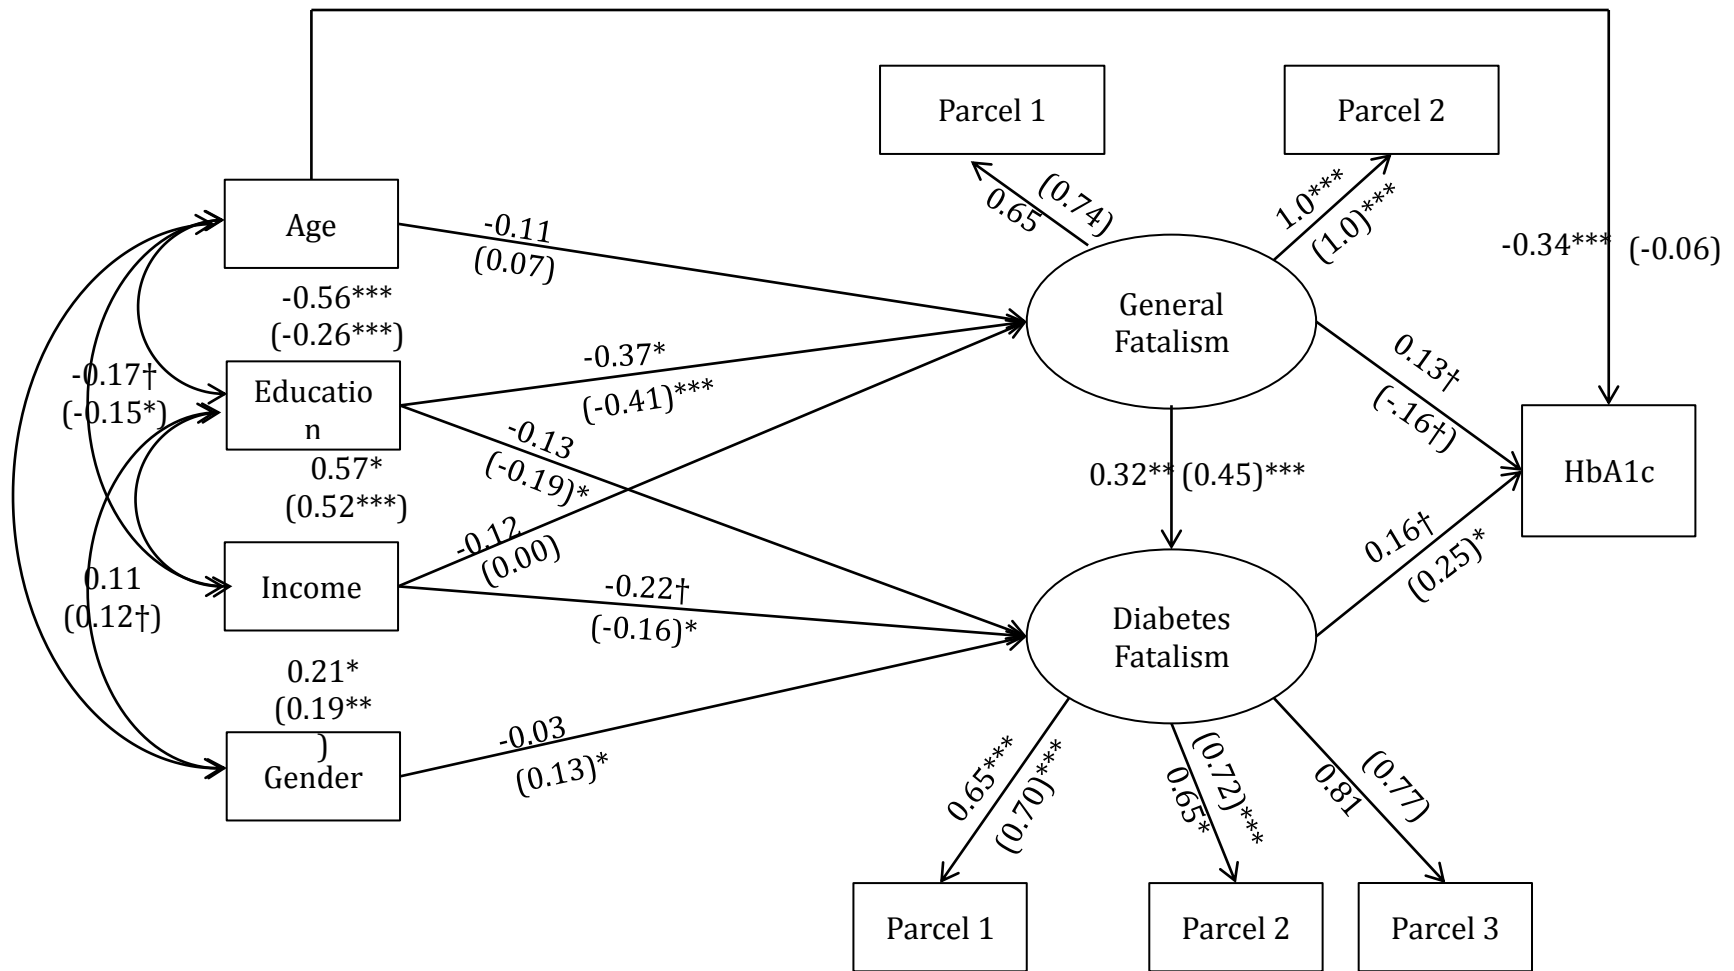 Parcel 1
Parcel 2
(0.74)
0.65
1.0***
(1.0)***
Age
-0.11
(0.07)
-0.34***
(-0.06)
General
Fatalism
-0.56***
(-0.26***)
-0.17†
(-0.15*)
Educatio
n
-0.37*
(-0.41)***
0.13†
(-.16†)
-0.13
(-0.19)*
0.57*
(0.52***)
0.32**
(0.45)***
HbA1c
-0.12
(0.00)
0.16†
(0.25)*
0.11
(0.12†)
Income
-0.22†
(-0.16)*
Diabetes
Fatalism
0.21*
(0.19**
)
Gender
-0.03
(0.13)*
0.65***
(0.70)***
(0.72)***
0.65*
(0.77)
0.81
Parcel 1
Parcel 2
Parcel 3